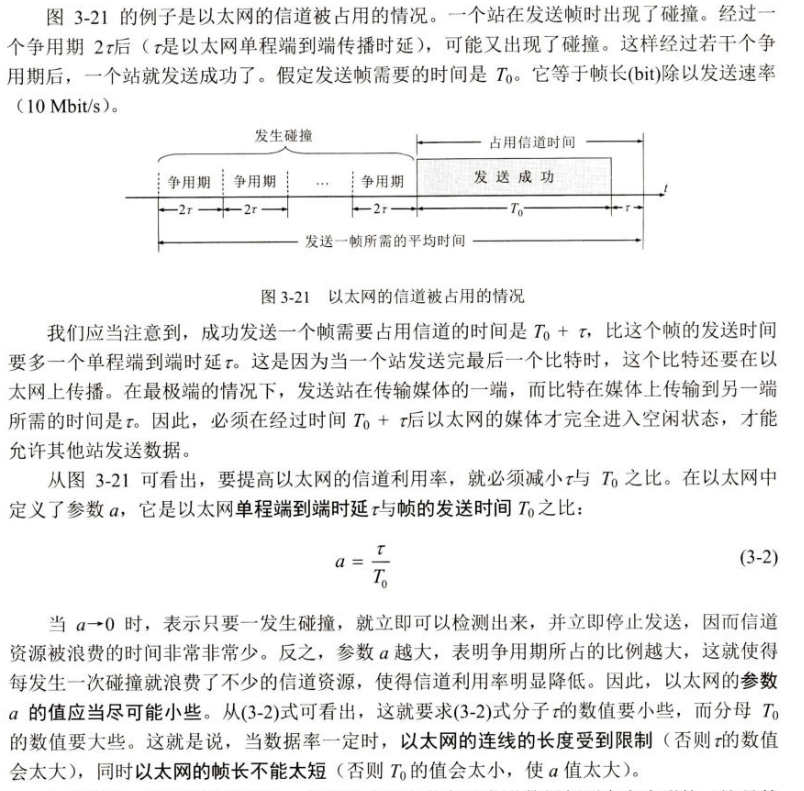 图 3-21 的例子是以太网的信道被占用的情况。一个站在发送帧时出现了碰撞。经过一
个争用期 2τ后（τ是以太网单程端到端传播时延），可能又出现了碰撞。这样经过若干个争
用期后，一个站就发送成功了。假定发送帧需要的时间是 T₀。它等于帧长(bit)除以发送速率
（10 Mbit/s）。
发生碰撞
占用信道时间
争用期 争用期 … 争用期 发 送 成 功
t
2τ 2τ 2τ T₀ τ
发送一帧所需的平均时间
图 3-21 以太网的信道被占用的情况
我们应当注意到，成功发送一个帧需要占用信道的时间是 T₀ + τ，比这个帧的发送时间
要多一个单程端到端时延τ。这是因为当一个站发送完最后一个比特时，这个比特还要在以
太网上传播。在最极端的情况下，发送站在传输媒体的一端，而比特在媒体上传输到另一端
所需的时间是τ。因此，必须在经过时间 T₀ + τ后以太网的媒体才完全进入空闲状态，才能
允许其他站发送数据。
从图 3-21 可看出，要提高以太网的信道利用率，就必须减小τ与 T₀ 之比。在以太网中
定义了参数 a，它是以太网单程端到端时延τ与帧的发送时间 T₀ 之比：
a = τ/T₀ (3-2)
当 a→0 时，表示只要一发生碰撞，就立即可以检测出来，并立即停止发送，因而信道
资源被浪费的时间非常非常少。反之，参数 a 越大，表明争用期所占的比例越大，这就使得
每发生一次碰撞就浪费了不少的信道资源，使得信道利用率明显降低。因此，以太网的参数
a 的值应当尽可能小些。从(3-2)式可看出，这就要求(3-2)式分子τ的数值要小些，而分母 T₀
的数值要大些。这就是说，当数据率一定时，以太网的连线的长度受到限制（否则τ的数值
会太大），同时以太网的帧长不能太短（否则 T₀ 的值会太小，使 a 值太大）。